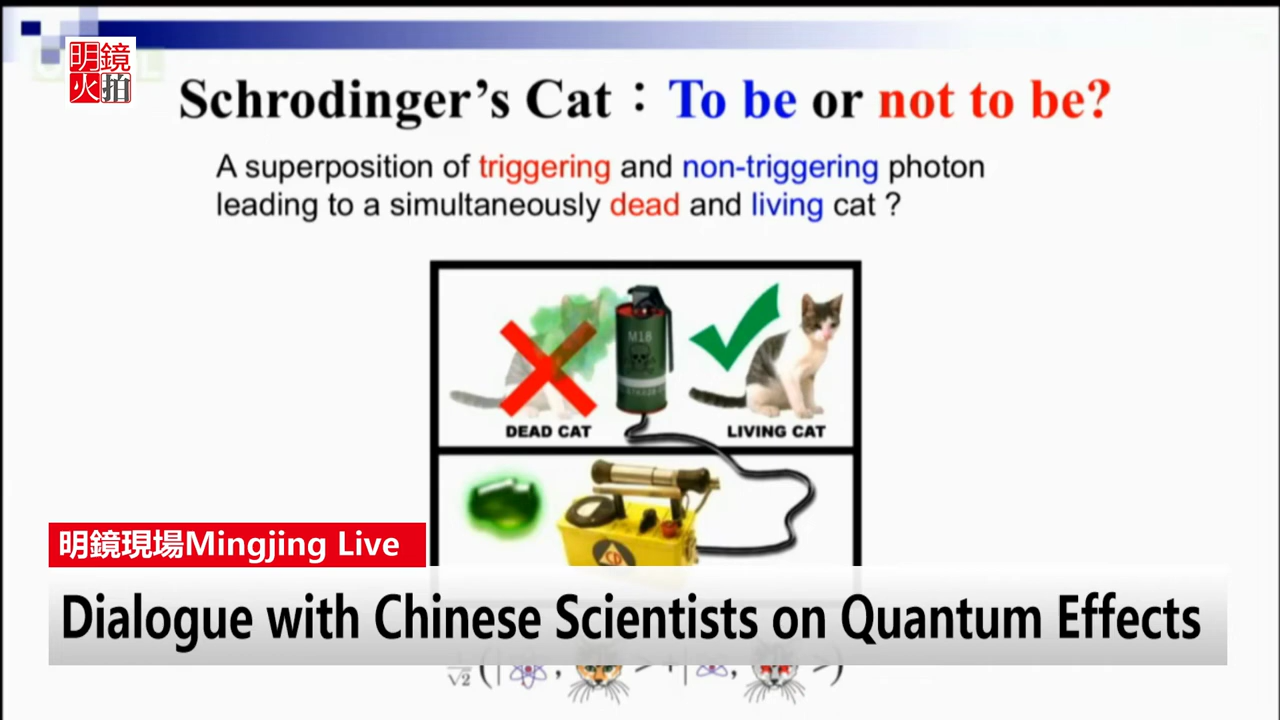 明鏡
火拍
Schrodinger's Cat：To be or not to be?
A superposition of triggering and non-triggering photon
leading to a simultaneously dead and living cat ?
M18
DEAD CAT
LIVING CAT
CD
明鏡現場Mingjing Live
Dialogue with Chinese Scientists on Quantum Effects